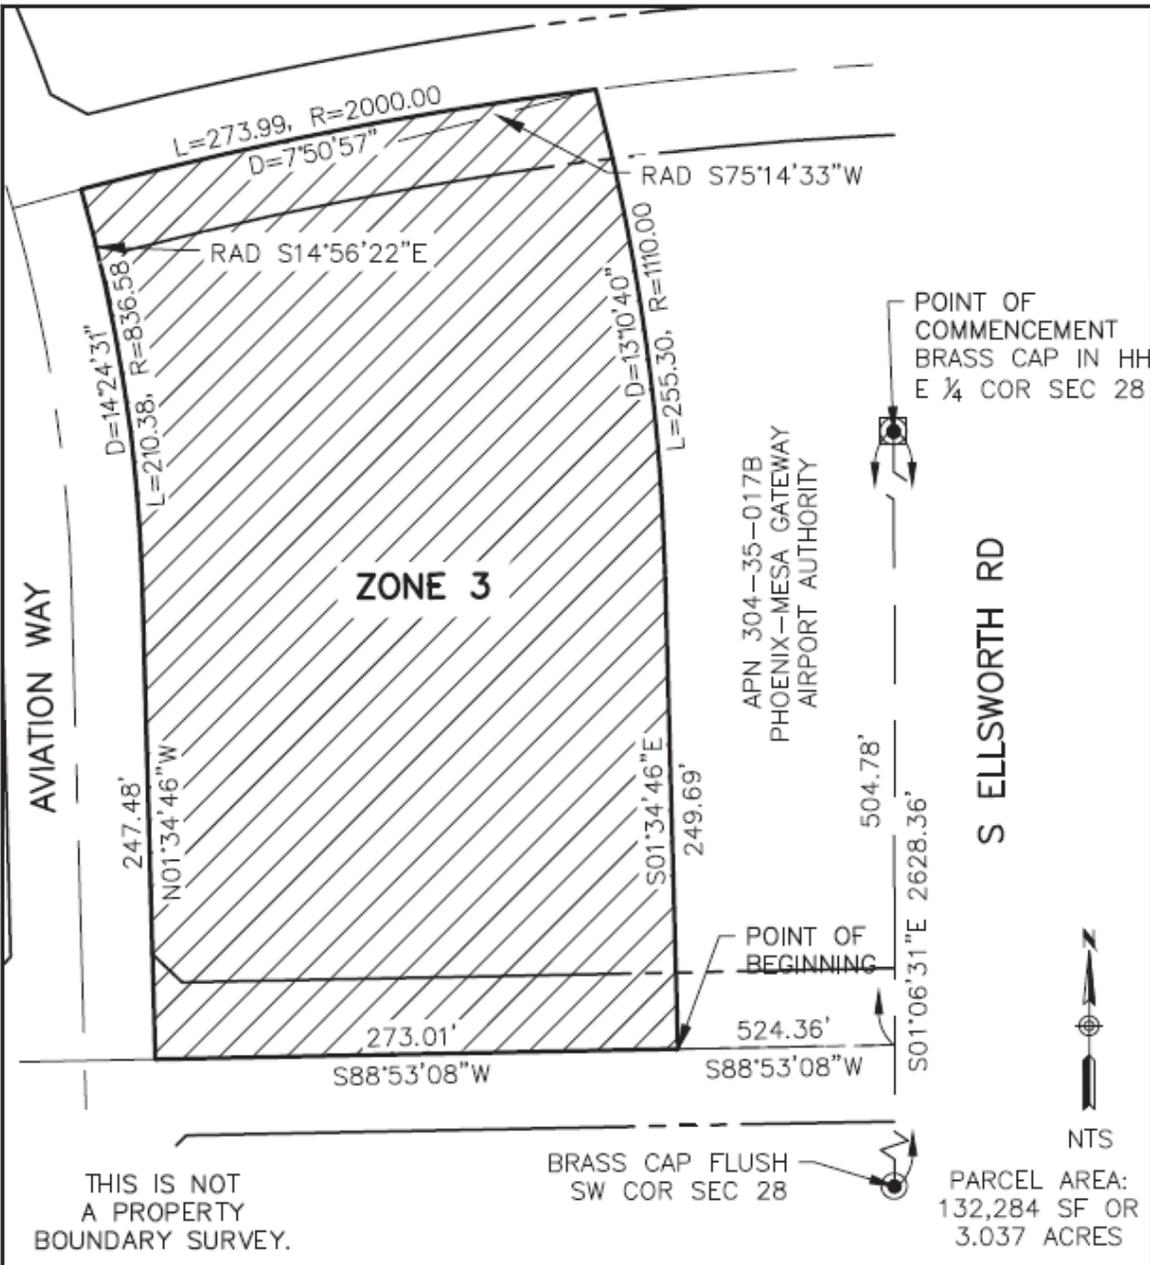 L=273.99, R=2000.00
D=7°50'57"
RAD S75°14'33"W
RAD S14°56'22"E
D=14°24'31"
L=210.38, R=836.58
D=13°10'40"
L=255.30, R=1110.00
POINT OF
COMMENCEMENT
BRASS CAP IN HH
E ¼ COR SEC 28
APN 304-35-017B
PHOENIX-MESA GATEWAY
AIRPORT AUTHORITY
ZONE 3
AVIATION WAY
S ELLSWORTH RD
247.48'
N01°34'46"W
S01°34'46"E
249.69'
504.78'
S01°06'31"E 2628.36'
POINT OF
BEGINNING
273.01'
S88°53'08"W
524.36'
S88°53'08"W
N
NTS
BRASS CAP FLUSH
SW COR SEC 28
THIS IS NOT
A PROPERTY
BOUNDARY SURVEY.
PARCEL AREA:
132,284 SF OR
3.037 ACRES